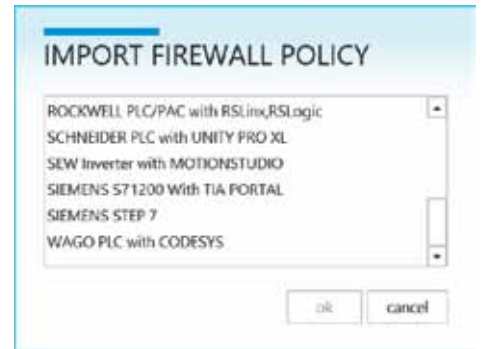 IMPORT FIREWALL POLICY
ROCKWELL PLC/PAC with RSLinx,RSLogic
SCHNEIDER PLC with UNITY PRO XL
SEW Inverter with MOTIONSTUDIO
SIEMENS S71200 With TIA PORTAL
SIEMENS STEP 7
WAGO PLC with CODESYS
ok cancel